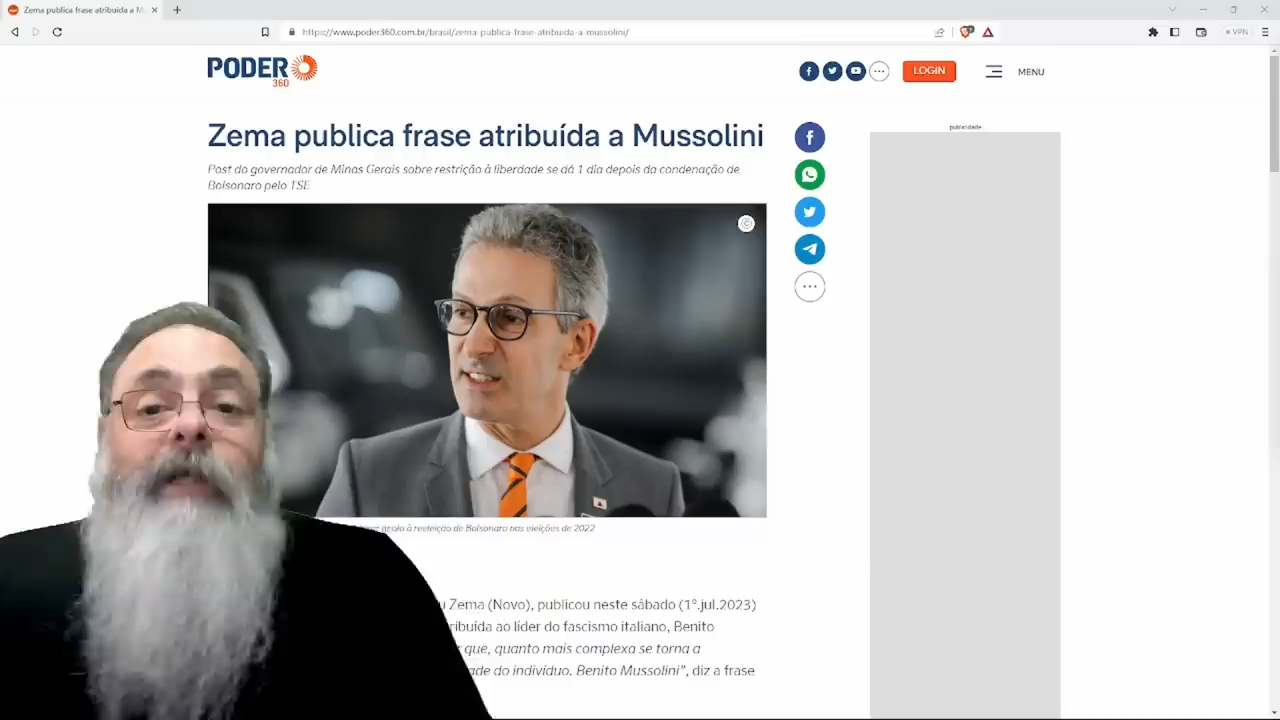 Zema publica frase atribuída a M
https://www.poder360.com.br/brasil/zema-publica-frase-atribuida-a-mussolini/
VPN
PODER
360
LOGIN
MENU
Zema publica frase atribuída a Mussolini
publicidade
Post do governador de Minas Gerais sobre restrição à liberdade se dá 1 dia depois da condenação de
Bolsonaro pelo TSE
apoio à reeleição de Bolsonaro nas eleições de 2022
Zema (Novo), publicou neste sábado (1º.jul.2023)
ribuída ao líder do fascismo italiano, Benito
que, quanto mais complexa se torna a
ade do indivíduo. Benito Mussolini”, diz a frase